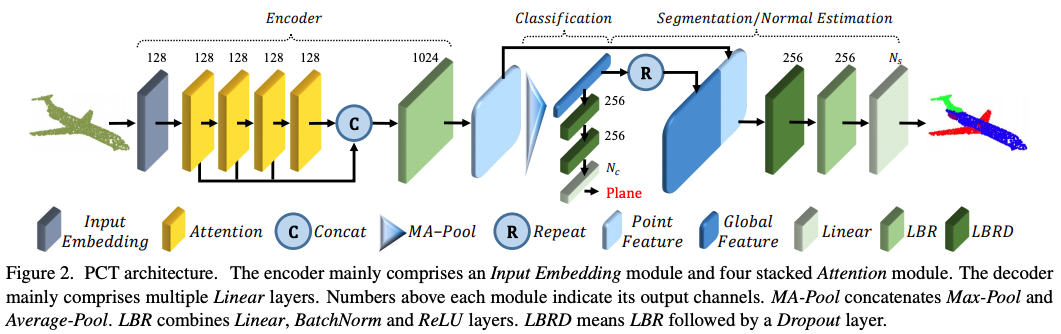 Encoder
Classification
Segmentation/Normal Estimation
128
128
128
128
128
1024
256
256
N_c
256
256
N_s
C
R
Plane
Input Embedding
Attention
C
Concat
MA−Pool
R
Repeat
Point Feature
Global Feature
Linear
LBR
LBRD
Figure 2. PCT architecture. The encoder mainly comprises an Input Embedding module and four stacked Attention module. The decoder
mainly comprises multiple Linear layers. Numbers above each module indicate its output channels. MA-Pool concatenates Max-Pool and
Average-Pool. LBR combines Linear, BatchNorm and ReLU layers. LBRD means LBR followed by a Dropout layer.